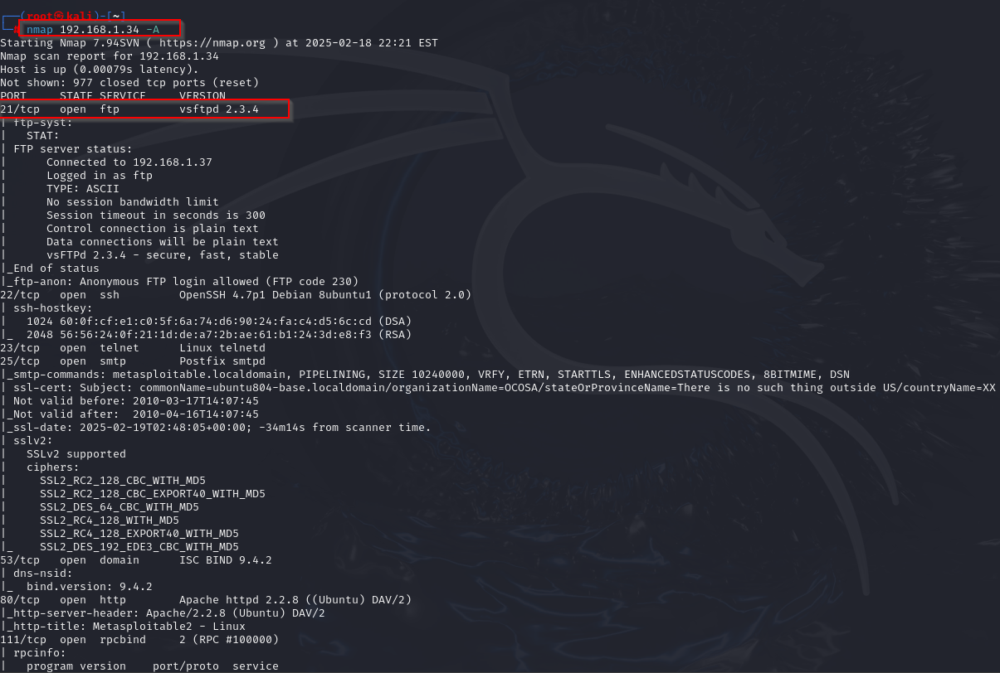 ┌──(root㉿kali)-[~]
└─# nmap 192.168.1.34 -A
Starting Nmap 7.94SVN ( https://nmap.org ) at 2025-02-18 22:21 EST
Nmap scan report for 192.168.1.34
Host is up (0.00079s latency).
Not shown: 977 closed tcp ports (reset)
PORT     STATE SERVICE     VERSION
21/tcp   open  ftp         vsftpd 2.3.4
| ftp-syst:
|   STAT:
| FTP server status:
|      Connected to 192.168.1.37
|      Logged in as ftp
|      TYPE: ASCII
|      No session bandwidth limit
|      Session timeout in seconds is 300
|      Control connection is plain text
|      Data connections will be plain text
|      vsFTPd 2.3.4 - secure, fast, stable
|_End of status
|_ftp-anon: Anonymous FTP login allowed (FTP code 230)
22/tcp   open  ssh         OpenSSH 4.7p1 Debian 8ubuntu1 (protocol 2.0)
| ssh-hostkey:
|   1024 60:0f:cf:e1:c0:5f:6a:74:d6:90:24:fa:c4:d5:6c:cd (DSA)
|_  2048 56:56:24:0f:21:1d:de:a7:2b:ae:61:b1:24:3d:e8:f3 (RSA)
23/tcp   open  telnet      Linux telnetd
25/tcp   open  smtp        Postfix smtpd
|_smtp-commands: metasploitable.localdomain, PIPELINING, SIZE 10240000, VRFY, ETRN, STARTTLS, ENHANCEDSTATUSCODES, 8BITMIME, DSN
| ssl-cert: Subject: commonName=ubuntu804-base.localdomain/organizationName=OCOSA/stateOrProvinceName=There is no such thing outside US/countryName=XX
| Not valid before: 2010-03-17T14:07:45
|_Not valid after:  2010-04-16T14:07:45
|_ssl-date: 2025-02-19T02:48:05+00:00; -34m14s from scanner time.
| sslv2:
|   SSLv2 supported
|   ciphers:
|     SSL2_RC2_128_CBC_WITH_MD5
|     SSL2_RC2_128_CBC_EXPORT40_WITH_MD5
|     SSL2_DES_64_CBC_WITH_MD5
|     SSL2_RC4_128_WITH_MD5
|     SSL2_RC4_128_EXPORT40_WITH_MD5
|_    SSL2_DES_192_EDE3_CBC_WITH_MD5
53/tcp   open  domain      ISC BIND 9.4.2
| dns-nsid:
|_  bind.version: 9.4.2
80/tcp   open  http        Apache httpd 2.2.8 ((Ubuntu) DAV/2)
|_http-server-header: Apache/2.2.8 (Ubuntu) DAV/2
|_http-title: Metasploitable2 - Linux
111/tcp  open  rpcbind     2 (RPC #100000)
| rpcinfo:
|   program version    port/proto  service